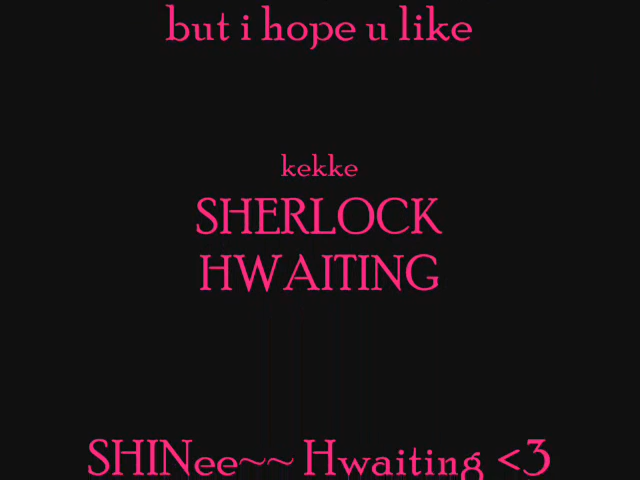 but i hope u like
kekke
SHERLOCK
HWAITING
SHINee~~ Hwaiting <3